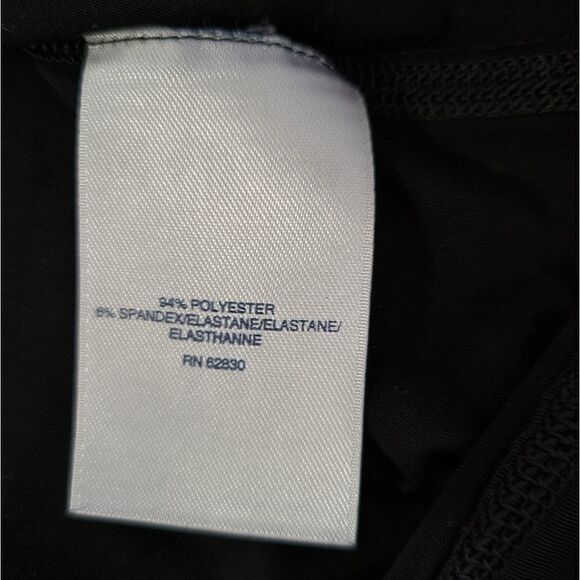 94% POLYESTER
6% SPANDEX/ELASTANE/ELASTANE/
ELASTHANNE
RN 62830